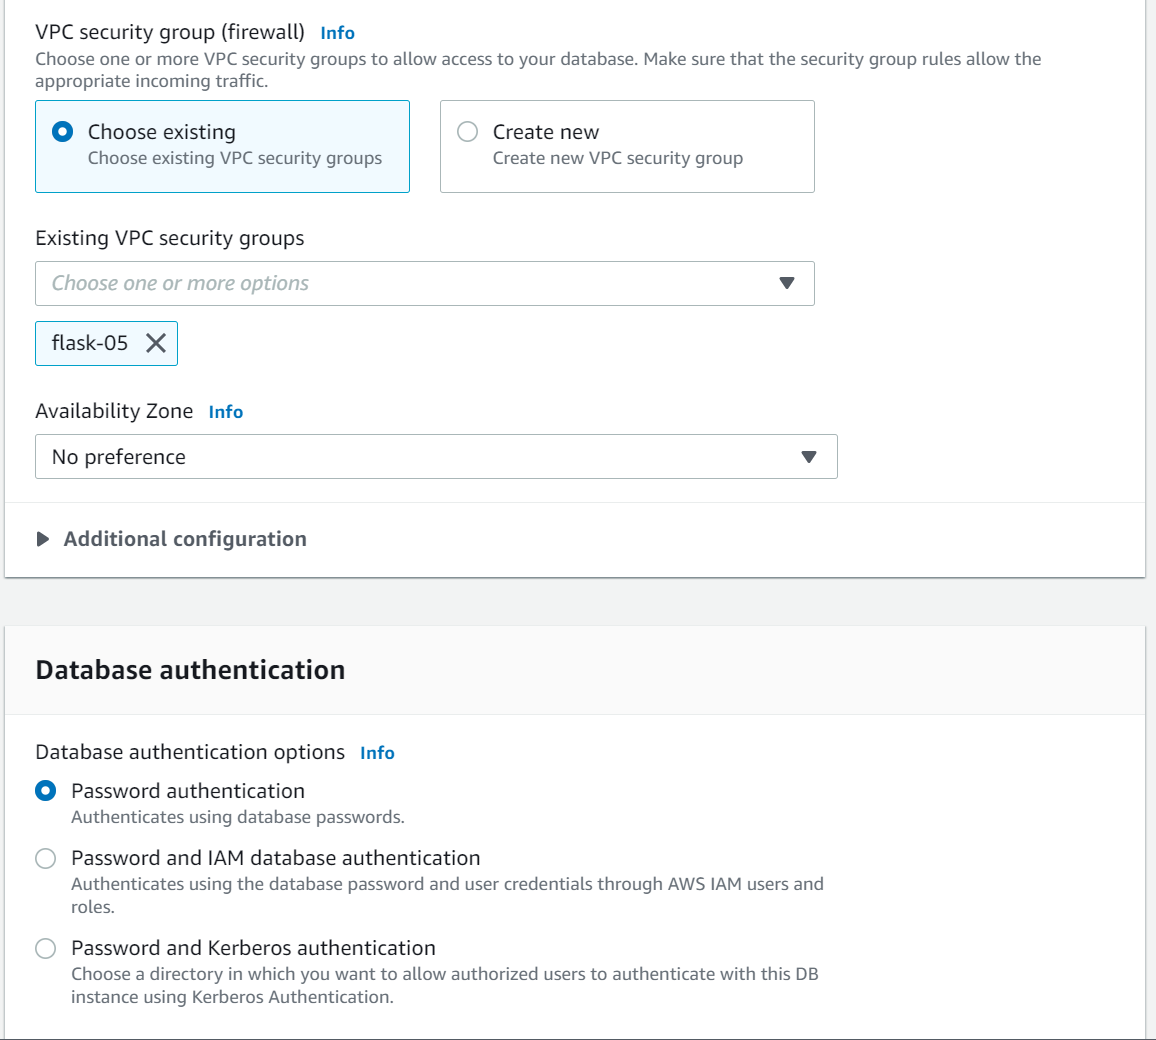 VPC security group (firewall) Info
Choose one or more VPC security groups to allow access to your database. Make sure that the security group rules allow the
appropriate incoming traffic.
Choose existing
Choose existing VPC security groups
Create new
Create new VPC security group
Existing VPC security groups
Choose one or more options
flask-05
Availability Zone Info
No preference
Additional configuration
Database authentication
Database authentication options Info
Password authentication
Authenticates using database passwords.
Password and IAM database authentication
Authenticates using the database password and user credentials through AWS IAM users and
roles.
Password and Kerberos authentication
Choose a directory in which you want to allow authorized users to authenticate with this DB
instance using Kerberos Authentication.